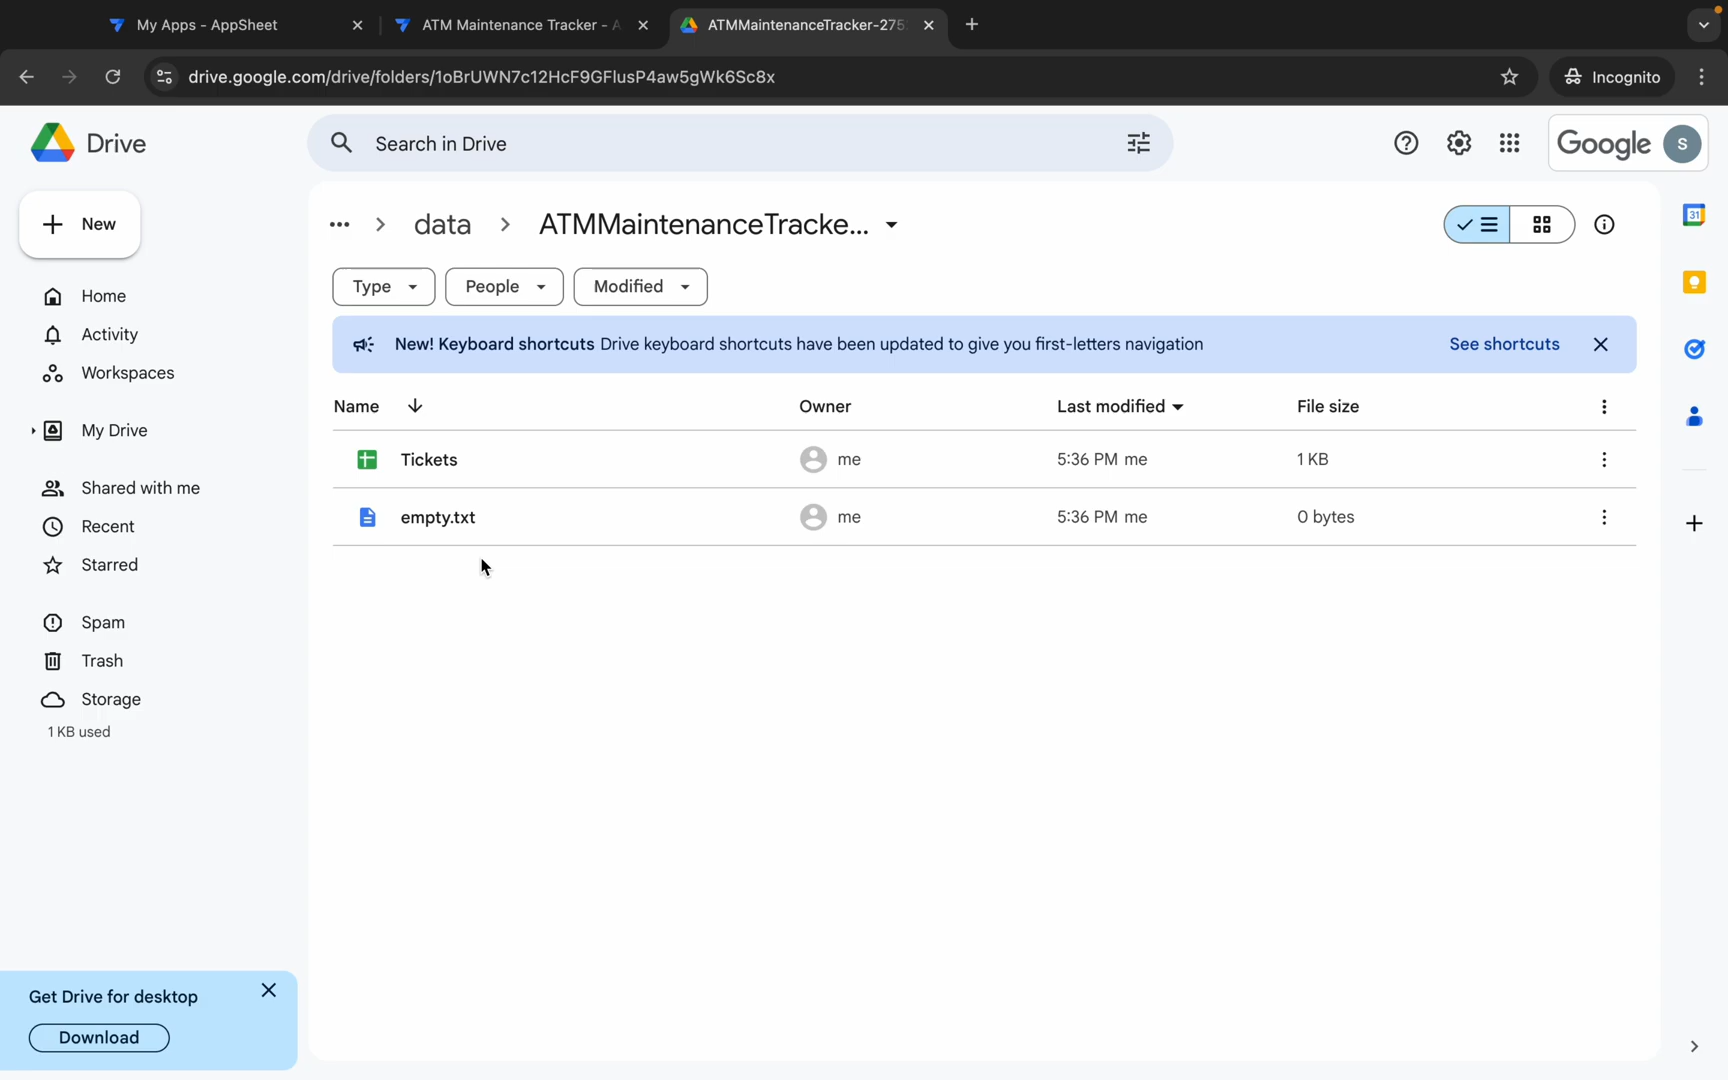 My Apps - AppSheet
ATM Maintenance Tracker - A
ATMMaintenanceTracker-275
drive.google.com/drive/folders/1oBrUWN7c12HcF9GFlusP4aw5gWk6Sc8x
Incognito
Drive
Search in Drive
Google
S
New
Home
Activity
Workspaces
My Drive
Shared with me
Recent
Starred
Spam
Trash
Storage
1 KB used
Get Drive for desktop
Download
... > data > ATMMaintenanceTracke...
Type People Modified
New! Keyboard shortcuts Drive keyboard shortcuts have been updated to give you first-letters navigation See shortcuts
Name Owner Last modified File size
Tickets me 5:36 PM me 1 KB
empty.txt me 5:36 PM me 0 bytes
31